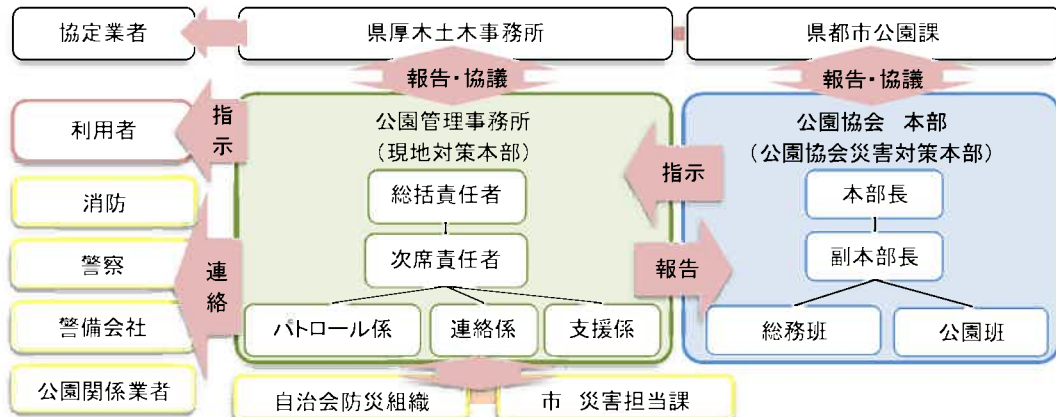 協定業者
県厚木土木事務所
県都市公園課
報告・協議
報告・協議
利用者
指示
公園管理事務所
(現地対策本部)
公園協会 本部
(公園協会災害対策本部)
指示
消防
総括責任者
本部長
警察
連絡
次席責任者
報告
副本部長
警備会社
パトロール係
連絡係
支援係
総務班
公園班
公園関係業者
自治会防災組織
市 災害担当課